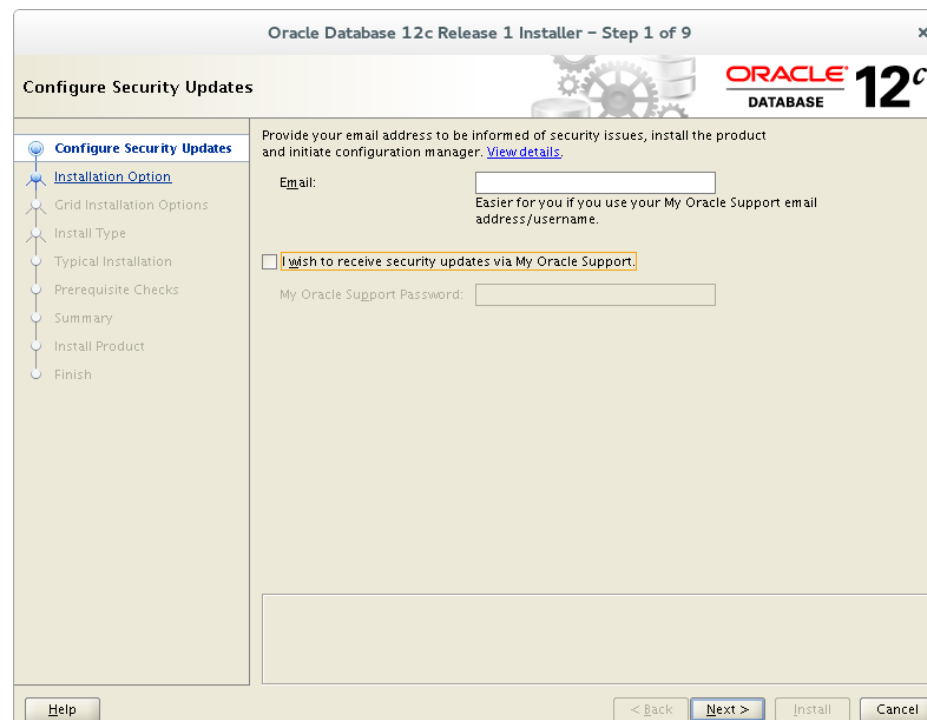 Oracle Database 12c Release 1 Installer – Step 1 of 9
Configure Security Updates
ORACLE
DATABASE
12c
Configure Security Updates
Installation Option
Grid Installation Options
Install Type
Typical Installation
Prerequisite Checks
Summary
Install Product
Finish
Provide your email address to be informed of security issues, install the product
and initiate configuration manager. View details.
Email:
Easier for you if you use your My Oracle Support email
address/username.
I wish to receive security updates via My Oracle Support.
My Oracle Support Password:
Help
< Back
Next >
Install
Cancel